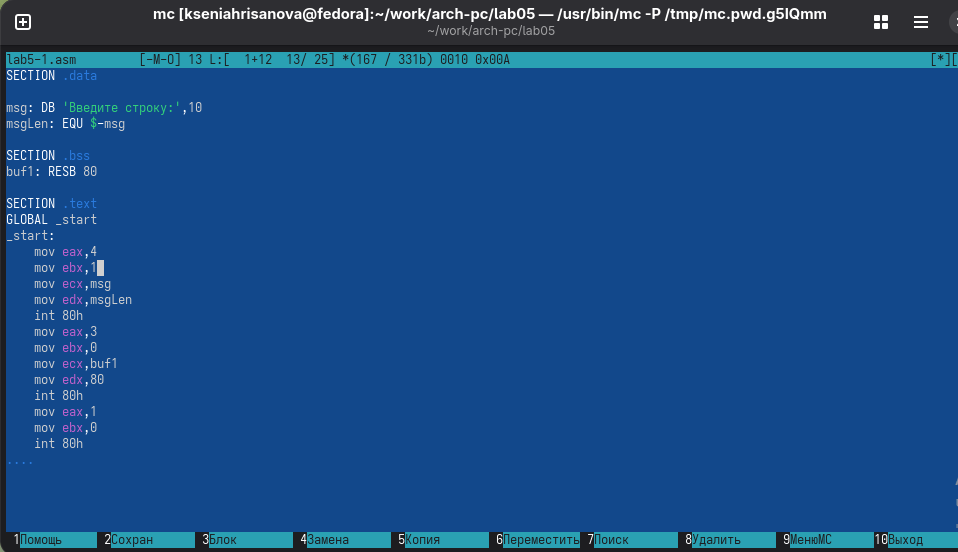 mc [kseniahrisanova@fedora]:~/work/arch-pc/lab05 — /usr/bin/mc -P /tmp/mc.pwd.g5IQmm
~/work/arch-pc/lab05
lab5-1.asm [-M-O] 13 L:[ 1+12 13/ 25] *(167 / 331b) 0010 0x00A [*][
SECTION .data
msg: DB 'Введите строку:',10
msgLen: EQU $-msg
SECTION .bss
buf1: RESB 80
SECTION .text
GLOBAL _start
_start:
mov eax,4
mov ebx,1
mov ecx,msg
mov edx,msgLen
int 80h
mov eax,3
mov ebx,0
mov ecx,buf1
mov edx,80
int 80h
mov eax,1
mov ebx,0
int 80h
....
1Помощь 2Сохран 3Блок 4Замена 5Копия 6Переместить 7Поиск 8Удалить 9МенюMC 10Выход